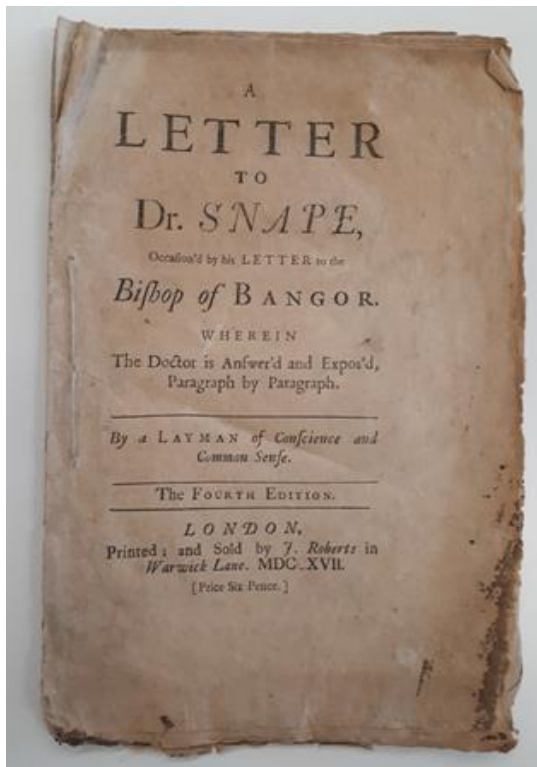 A
LETTER
TO
Dr. SNAPE,
Occaſion'd by his LETTER to the
Biſhop of BANGOR.
WHEREIN
The Doctor is Anſwer'd and Expos'd,
Paragraph by Paragraph.
By a LAYMAN of Conſcience and
Common Senſe.
The FOURTH EDITION.
LONDON,
Printed: and Sold by J. Roberts in
Warwick Lane. MDC.XVII.
[Price Six Pence.]